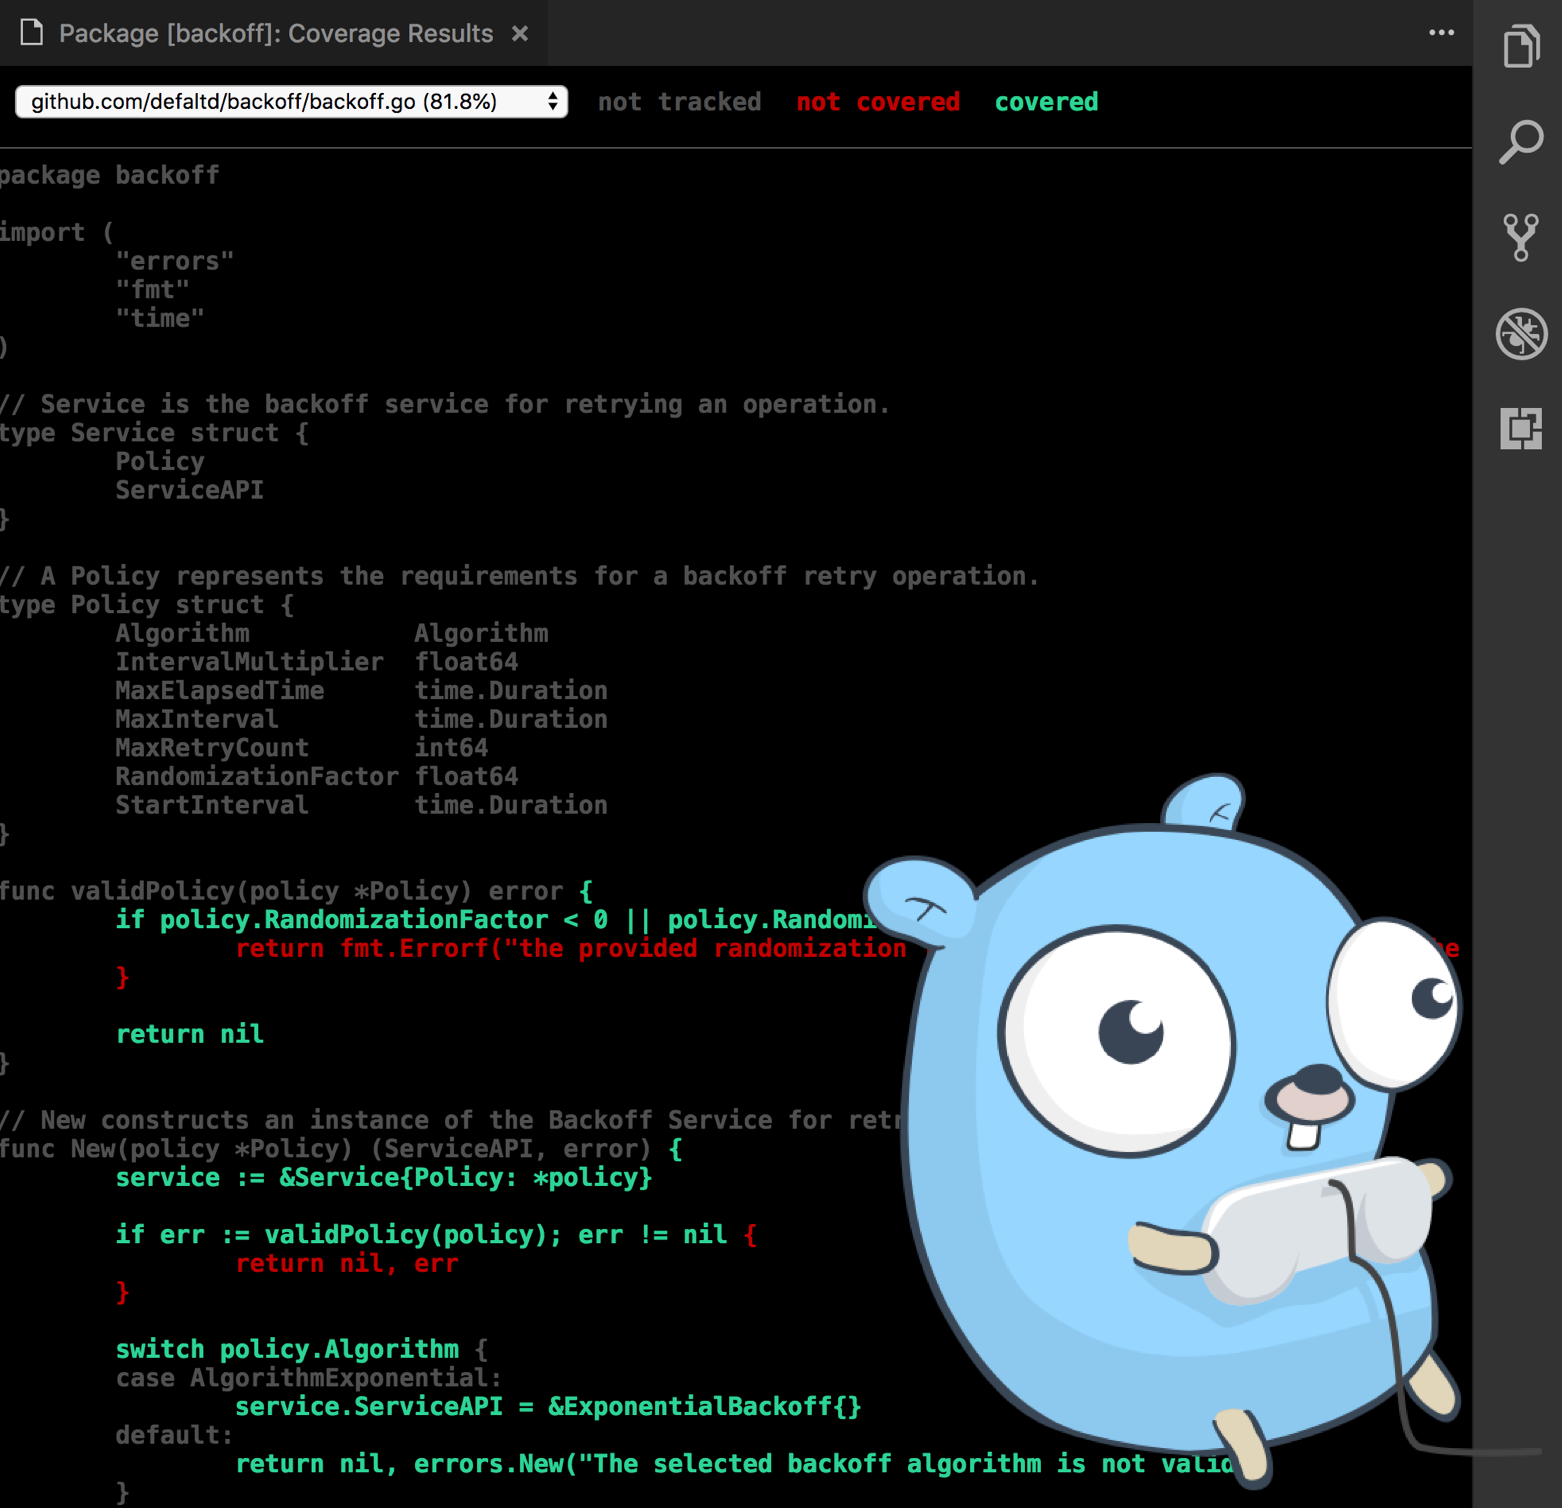 Package [backoff]: Coverage Results
github.com/defaltd/backoff/backoff.go (81.8%) not tracked not covered covered
package backoff
import (
"errors"
"fmt"
"time"
)
// Service is the backoff service for retrying an operation.
type Service struct {
Policy
ServiceAPI
}
// A Policy represents the requirements for a backoff retry operation.
type Policy struct {
Algorithm Algorithm
IntervalMultiplier float64
MaxElapsedTime time.Duration
MaxInterval time.Duration
MaxRetryCount int64
RandomizationFactor float64
StartInterval time.Duration
}
func validPolicy(policy *Policy) error {
if policy.RandomizationFactor < 0 || policy.Randomi
return fmt.Errorf("the provided randomization
}
return nil
}
// New constructs an instance of the Backoff Service for retr
func New(policy *Policy) (ServiceAPI, error) {
service := &Service{Policy: *policy}
if err := validPolicy(policy); err != nil {
return nil, err
}
switch policy.Algorithm {
case AlgorithmExponential:
service.ServiceAPI = &ExponentialBackoff{}
default:
return nil, errors.New("The selected backoff algorithm is not valid
}